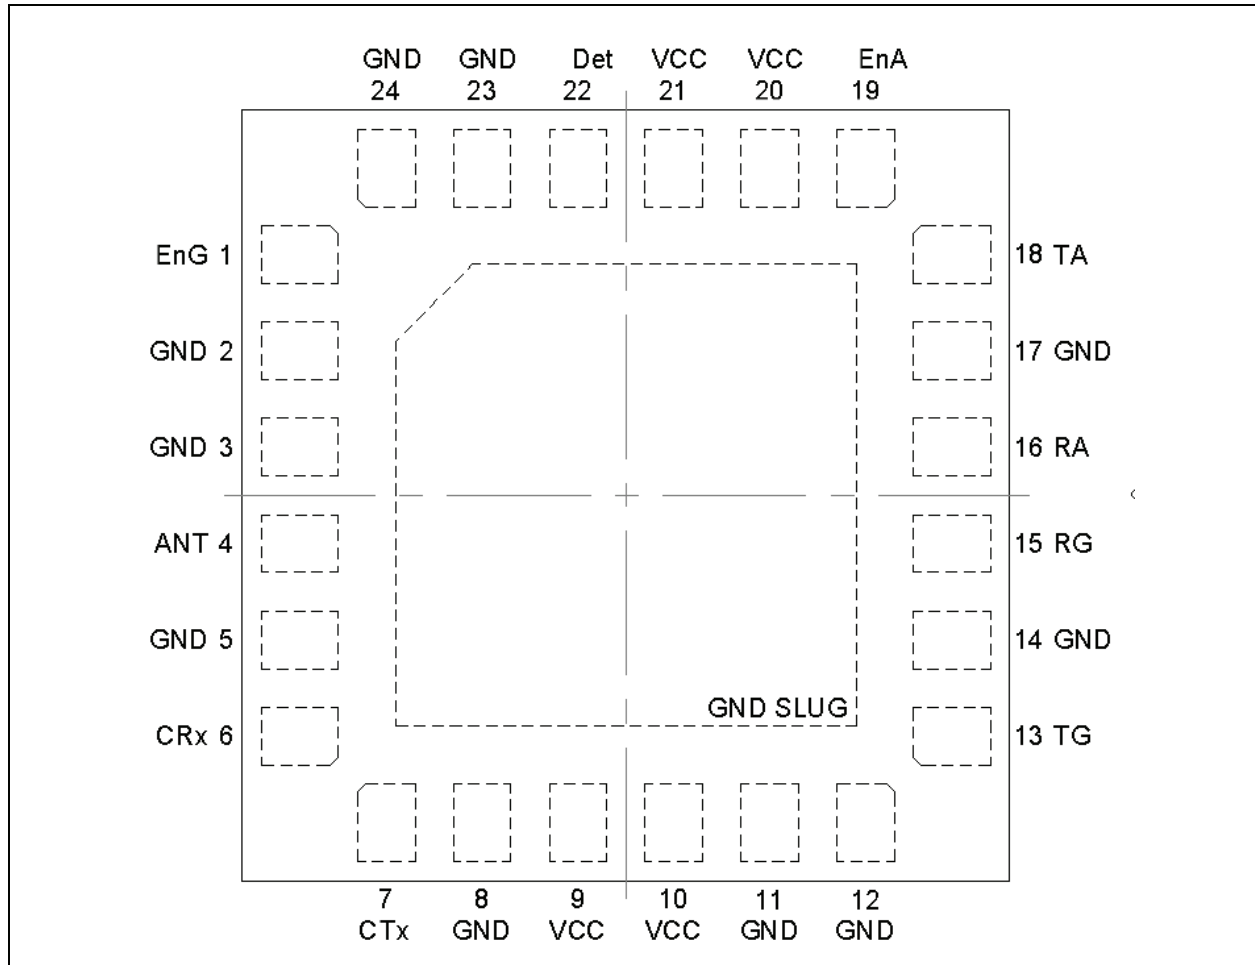 GND GND Det VCC VCC EnA
24 23 22 21 20 19
EnG 1
18 TA
GND 2
17 GND
GND 3
16 RA
ANT 4
15 RG
GND 5
14 GND
GND SLUG
CRx 6
13 TG
7 8 9 10 11 12
CTx GND VCC VCC GND GND